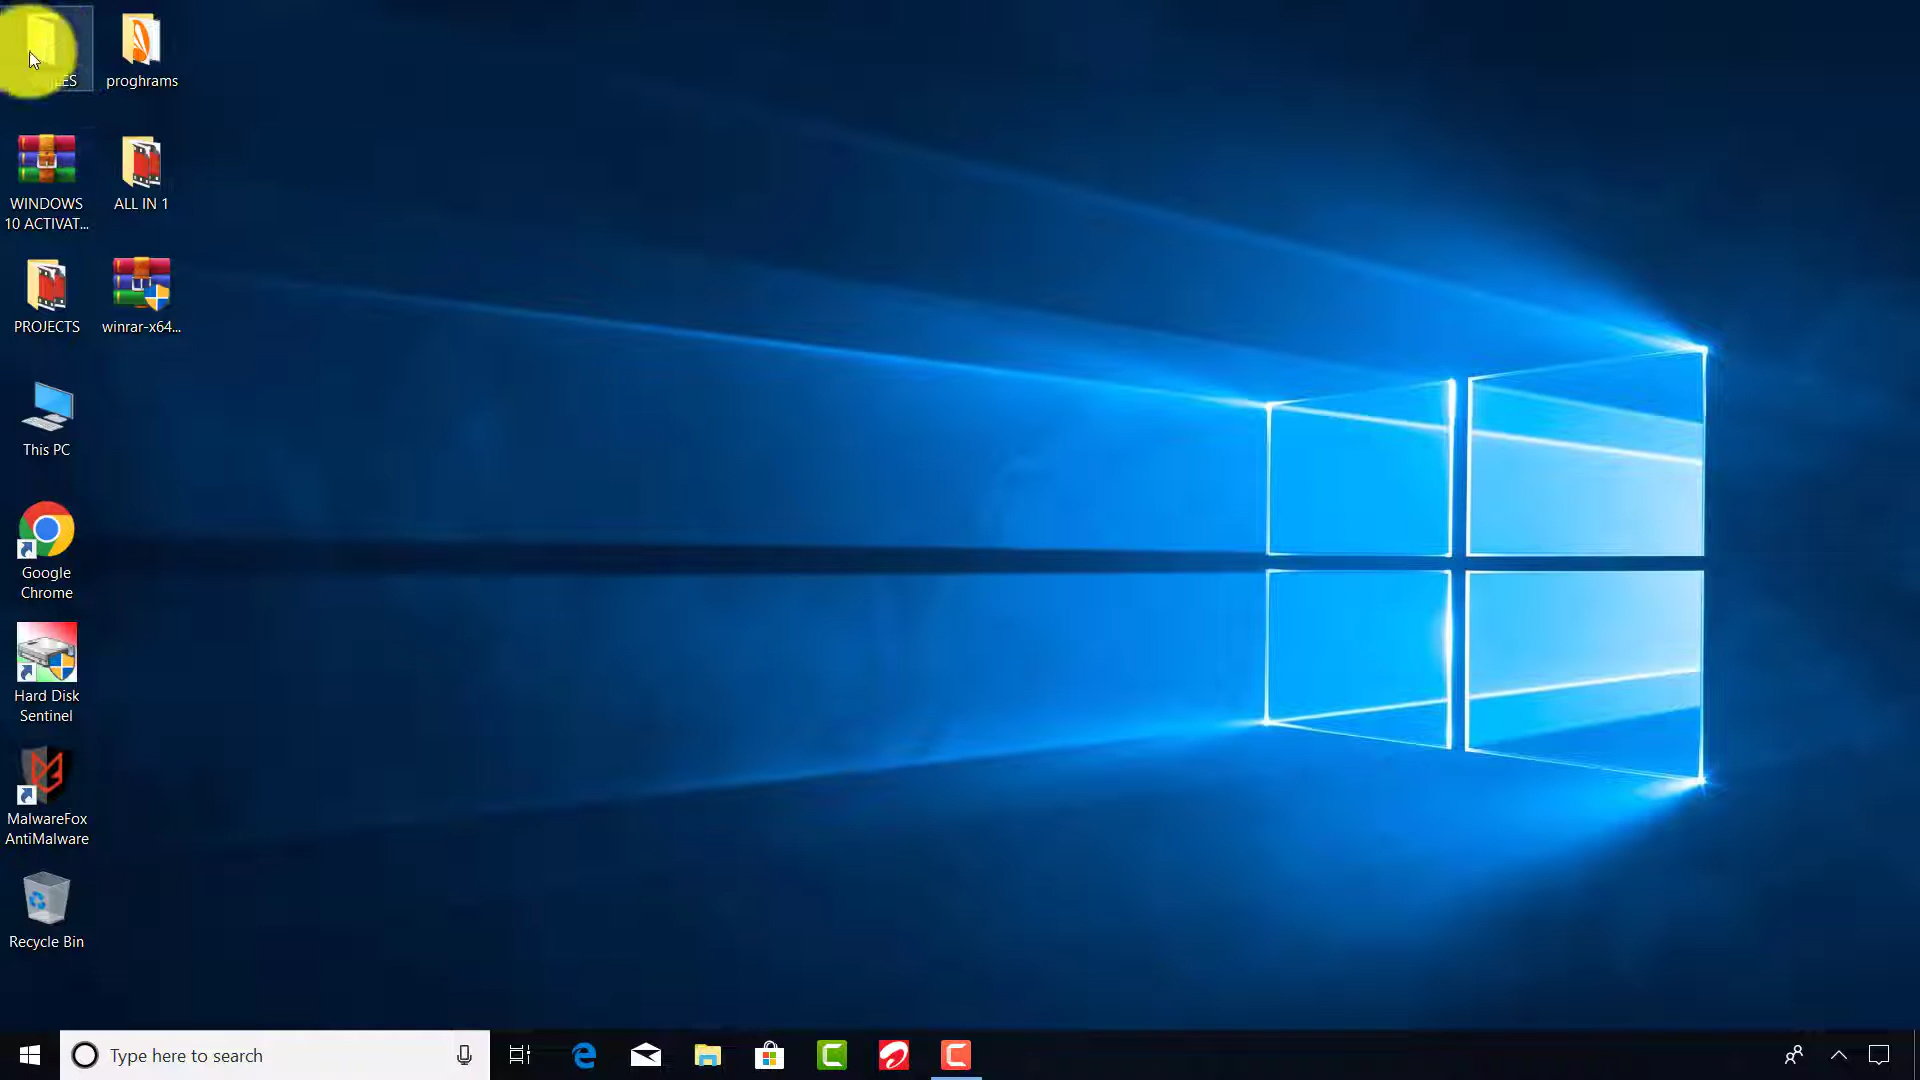 proghrams
WINDOWS
10 ACTIVAT...
ALL IN 1
PROJECTS
winrar-x64...
This PC
Google
Chrome
Hard Disk
Sentinel
MalwareFox
AntiMalware
Recycle Bin
Type here to search